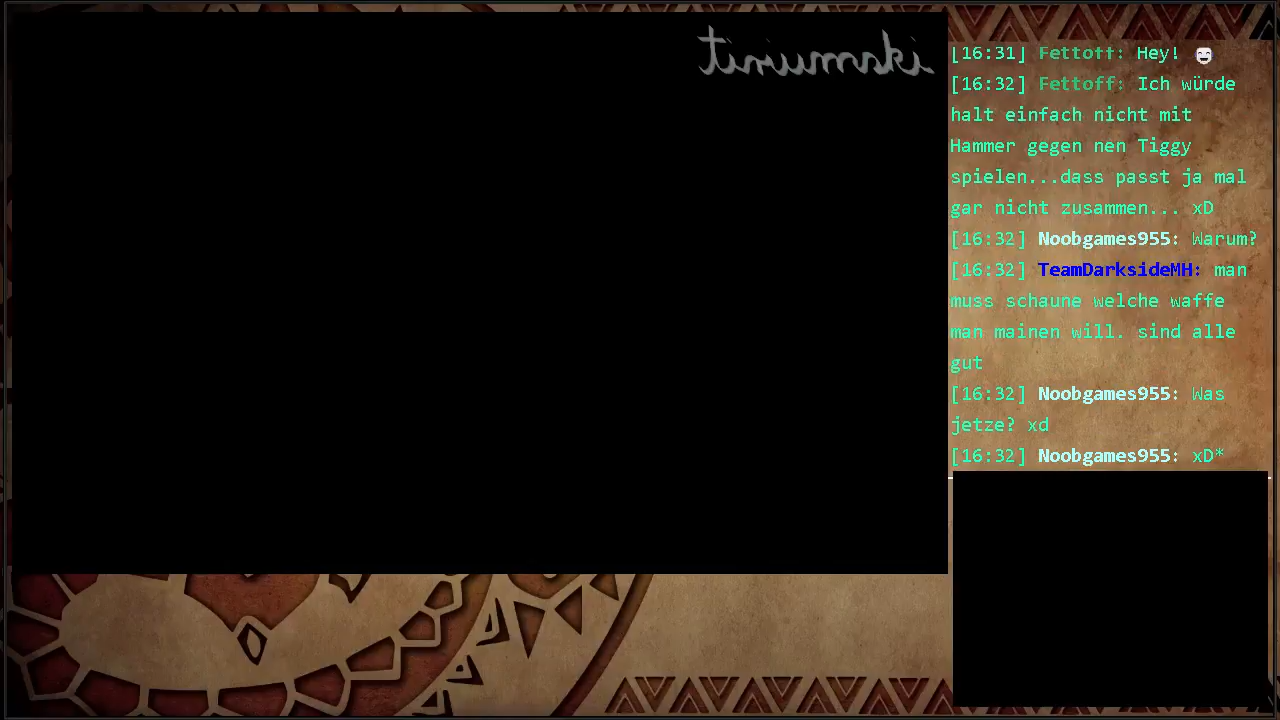 tiriumski
[16:31] Fettoff: Hey!
[16:32] Fettoff: Ich würde
halt einfach nicht mit
Hammer gegen nen Tiggy
spielen...dass passt ja mal
gar nicht zusammen... xD
[16:32] Noobgames955: Warum?
[16:32] TeamDarksideMH: man
muss schaune welche waffe
man mainen will. sind alle
gut
[16:32] Noobgames955: Was
jetze? xd
[16:32] Noobgames955: xD*